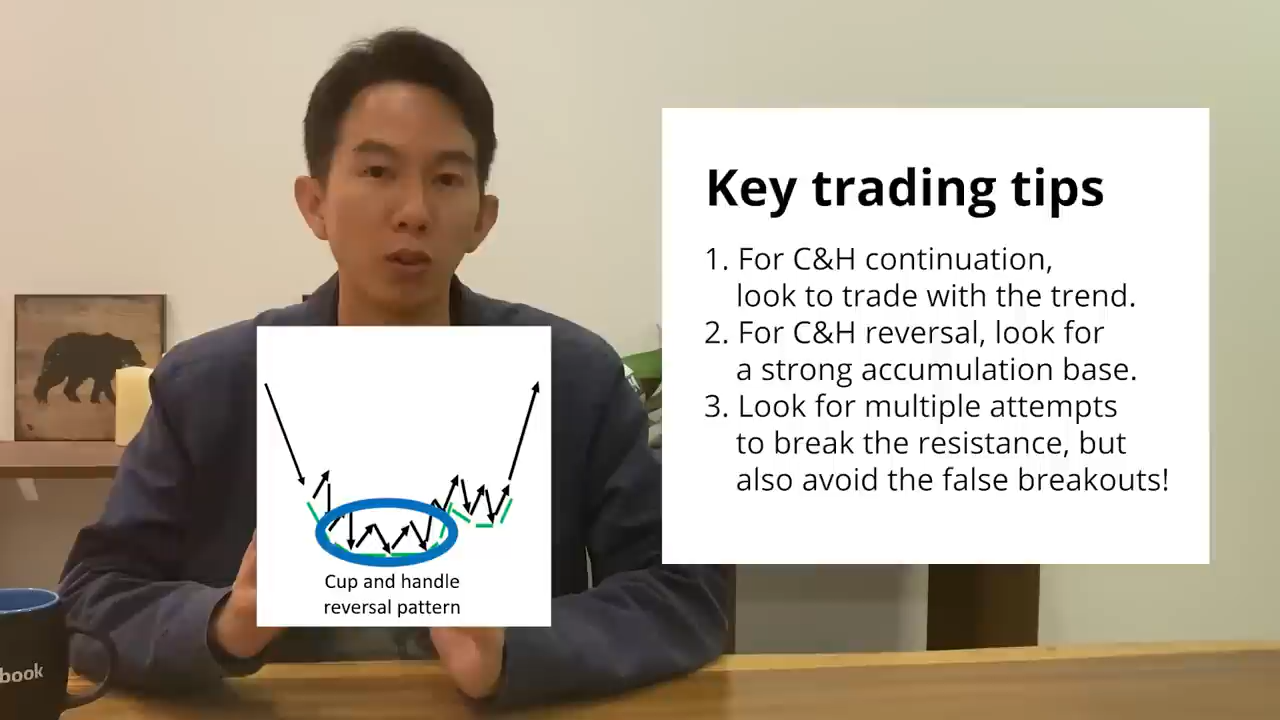 Key trading tips
1. For C&H continuation,
look to trade with the trend.
2. For C&H reversal, look for
a strong accumulation base.
3. Look for multiple attempts
to break the resistance, but
also avoid the false breakouts!
Cup and handle
reversal pattern
book